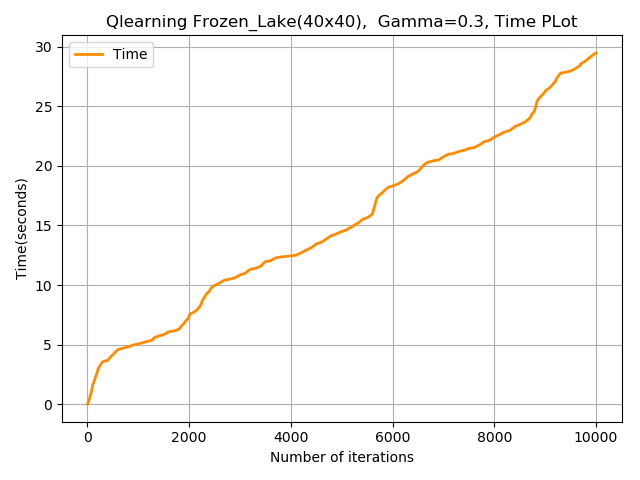 Qlearning Frozen_Lake(40x40),  Gamma=0.3, Time PLot
Time
30
25
20
15
10
5
0
Time(seconds)
0 2000 4000 6000 8000 10000
Number of iterations